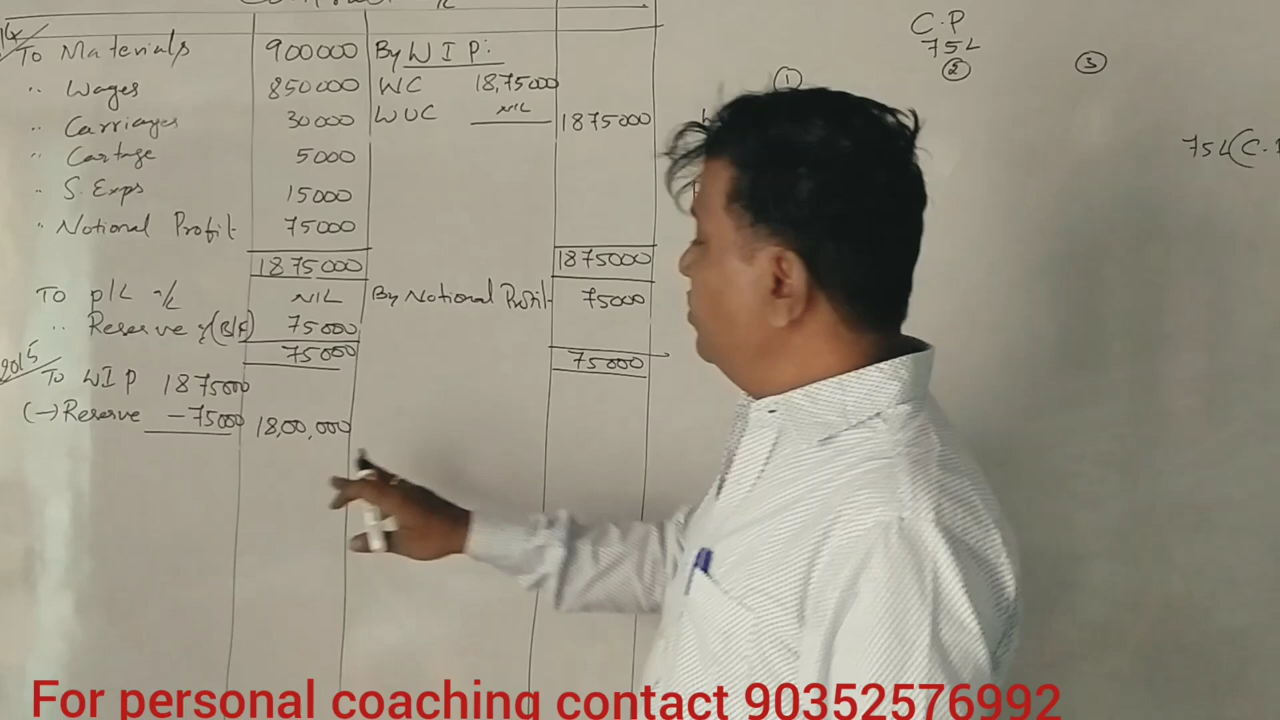 To Materials 900000 By W I P:
" Wages 850000 WC 18,75000
" Carriages 30000 WUC NIL 1875000
" Cartage 5000
" S. Exps 15000
" Notional Profit 75000
1875000 1875000
To P/L a/c NIL By Notional Profit 75000
" Reserve (B/F) 75000
75000 75000
2015
To WIP 1875000
(-) Reserve -75000 18,00,000
C.P
75L
① ② ③
75L (C.
For personal coaching contact 90352576992